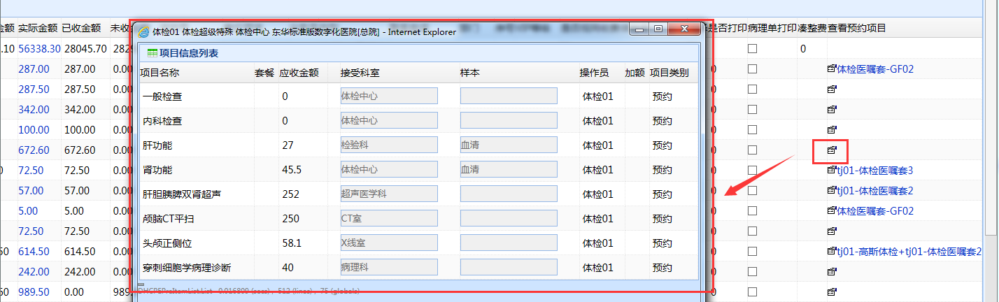 金额 实际金额 已收金额 未收 是否打印 病理单打印 凑整费 查看预约项目
体检01 体检超级特殊 体检中心 东华标准版数字化医院[总院] - Internet Explorer
项目信息列表
项目名称 套餐 应收金额 接受科室 样本 操作员 加额 项目类别
一般检查 0 体检中心 体检01 预约
内科检查 0 体检中心 体检01 预约
肝功能 27 检验科 血清 体检01 预约
肾功能 45.5 体检中心 血清 体检01 预约
肝胆胰脾双肾超声 252 超声医学科 体检01 预约
颅脑CT平扫 250 CT室 体检01 预约
头颅正侧位 58.1 X线室 体检01 预约
穿刺细胞学病理诊断 40 病理科 体检01 预约
DHCPEPreItemList.List - 0.016809 (secs) , 512 (lines) , 75 (globals)
.10 56338.30 28045.70 282 0
287.00 287.00 0.00 0 体检医嘱套-GF02
287.50 287.50 0.00 0
342.00 342.00 0.00 0
100.00 100.00 0.00 0
672.60 672.60 0.00 0
0 72.50 72.50 0.00 0 tj01-体检医嘱套3
57.00 57.00 0.00 0 tj01-体检医嘱套2
5.00 5.00 0.00 0 体检医嘱套-GF02
72.50 72.50 0.00 0
50 614.50 614.50 0.00 0 tj01-高斯体检+tj01-体检医嘱套2
242.00 242.00 0.00 0
50 989.50 0.00 989 0